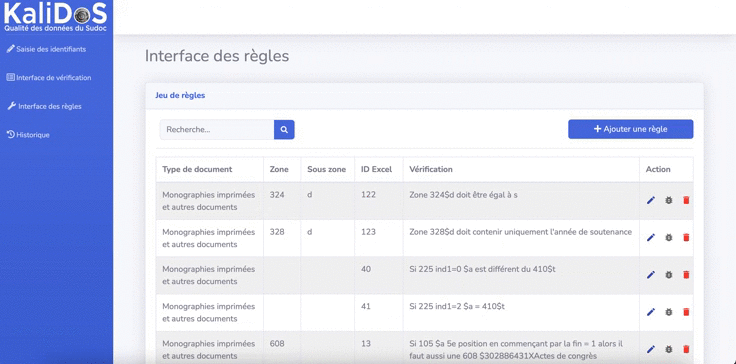 KaliDoS
Qualité des données du Sudoc
Saisie des identifiants
Interface de vérification
Interface des règles
Historique
Interface des règles
Jeu de règles
Recherche...
+ Ajouter une règle
Type de document Zone Sous zone ID Excel Vérification Action
Monographies imprimées et autres documents 324 d 122 Zone 324$d doit être égal à s
Monographies imprimées et autres documents 328 d 123 Zone 328$d doit contenir uniquement l'année de soutenance
Monographies imprimées et autres documents 40 Si 225 ind1=0 $a est différent du 410$t
Monographies imprimées et autres documents 41 Si 225 ind1=2 $a = 410$t
Monographies imprimées et autres documents 608 13 Si 105 $a 5e position en commençant par la fin = 1 alors il faut aussi une 608 $302886431XActes de congrès